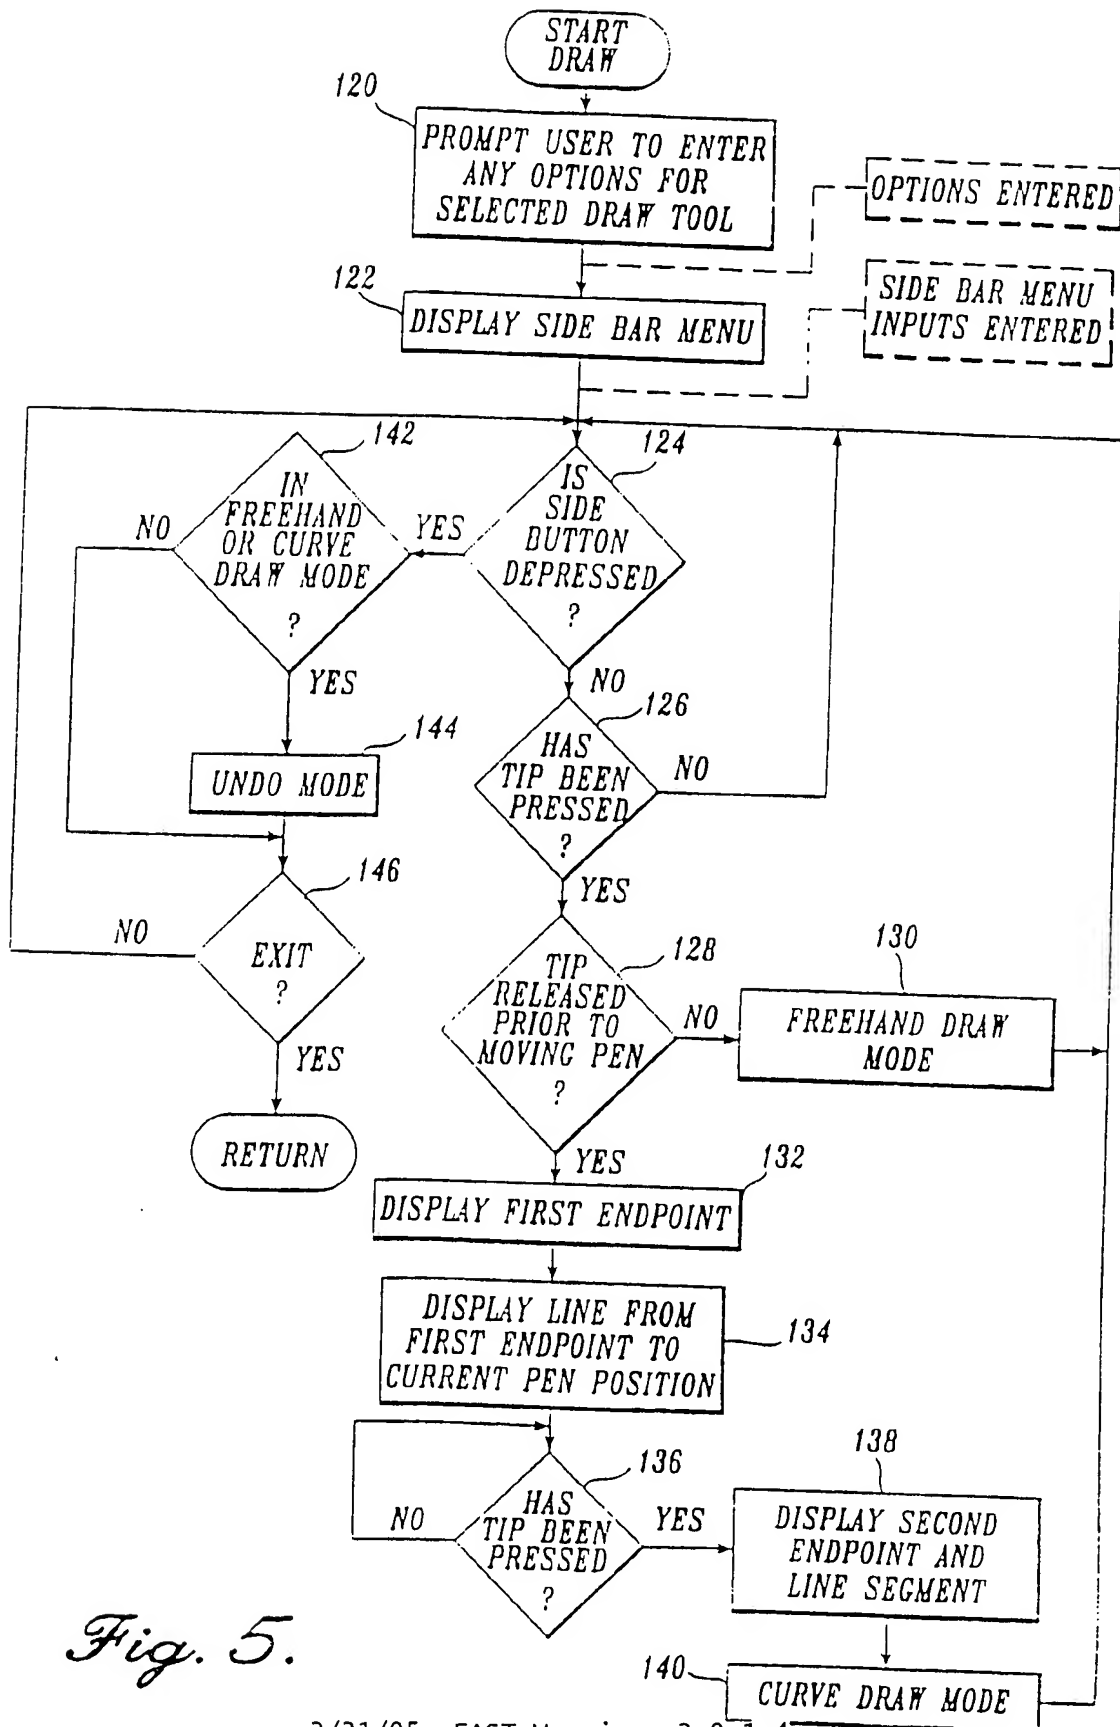 START
DRAW
120
PROMPT USER TO ENTER
ANY OPTIONS FOR
SELECTED DRAW TOOL
OPTIONS ENTERED
122
DISPLAY SIDE BAR MENU
SIDE BAR MENU
INPUTS ENTERED
142
IN
FREEHAND
OR CURVE
DRAW MODE
?
NO
YES
124
IS
SIDE
BUTTON
DEPRESSED
?
YES
NO
144
UNDO MODE
126
HAS
TIP BEEN
PRESSED
?
NO
YES
146
EXIT
?
NO
YES
RETURN
128
TIP
RELEASED
PRIOR TO
MOVING PEN
?
NO
130
FREEHAND DRAW
MODE
YES
132
DISPLAY FIRST ENDPOINT
DISPLAY LINE FROM
FIRST ENDPOINT TO
CURRENT PEN POSITION
134
136
HAS
TIP BEEN
PRESSED
?
NO
YES
138
DISPLAY SECOND
ENDPOINT AND
LINE SEGMENT
140
CURVE DRAW MODE
Fig. 5.